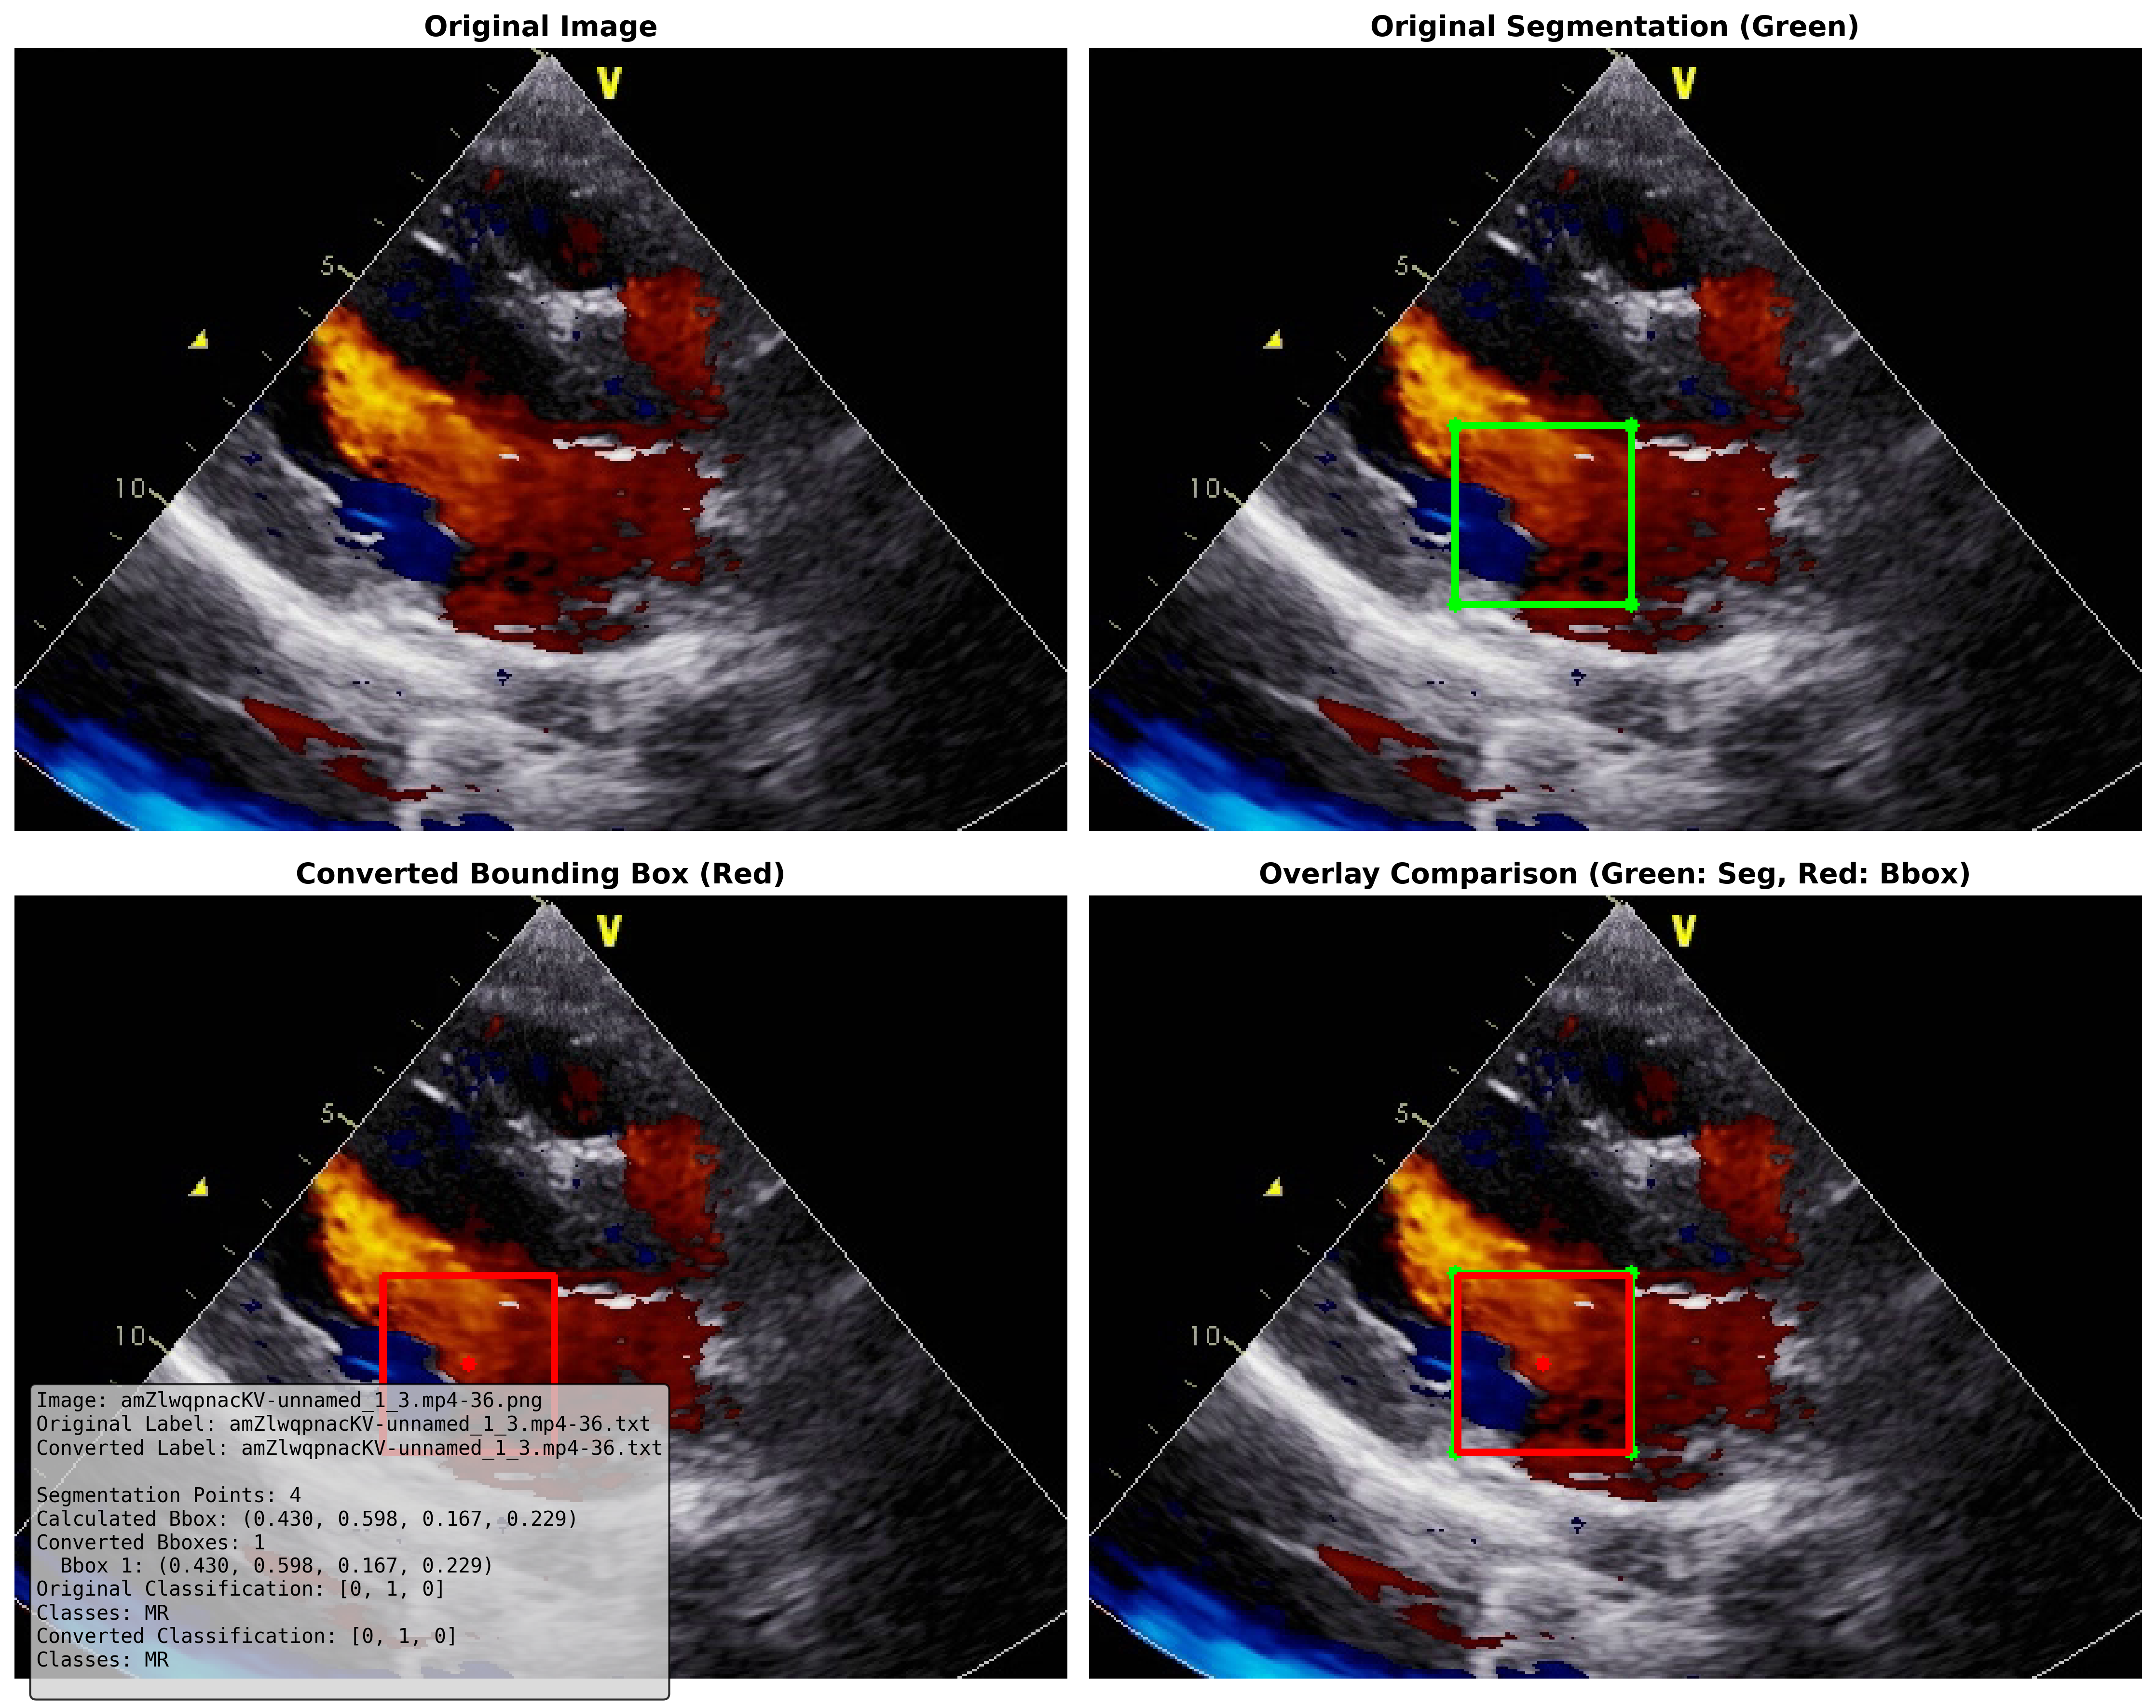 Original Image
Original Segmentation (Green)
V
5
10
V
5
10
Converted Bounding Box (Red)
Overlay Comparison (Green: Seg, Red: Bbox)
V
5
10
V
5
10
Image: amZlwqpnacKV-unnamed_1_3.mp4-36.png
Original Label: amZlwqpnacKV-unnamed_1_3.mp4-36.txt
Converted Label: amZlwqpnacKV-unnamed_1_3.mp4-36.txt
Segmentation Points: 4
Calculated Bbox: (0.430, 0.598, 0.167, 0.229)
Converted Bboxes: 1
Bbox 1: (0.430, 0.598, 0.167, 0.229)
Original Classification: [0, 1, 0]
Classes: MR
Converted Classification: [0, 1, 0]
Classes: MR